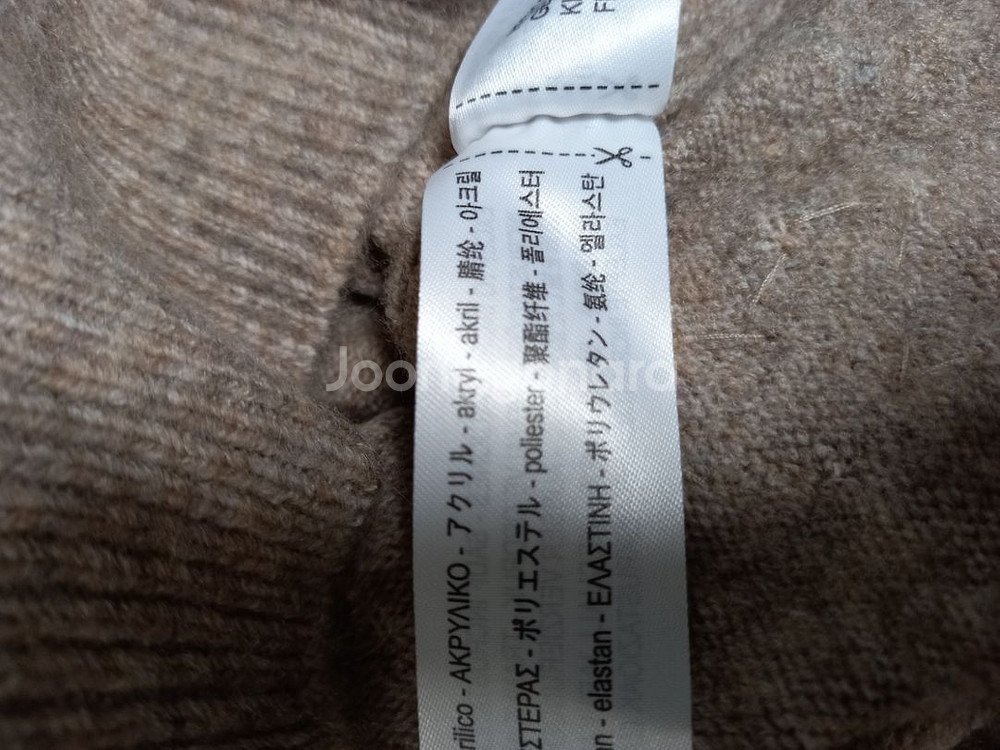 rilico - ΑΚΡΥΛΙΚΟ - アクリル - akryl - akril - 腈纶 - 아크릴
ΣΤΕΡΑΣ - ポリエステル - poliester - 聚酯纤维 - 폴리에스터
n - elastan - ΕΛΑΣΤΙΝΗ - ポリウレタン - 氨纶 - 엘라스탄